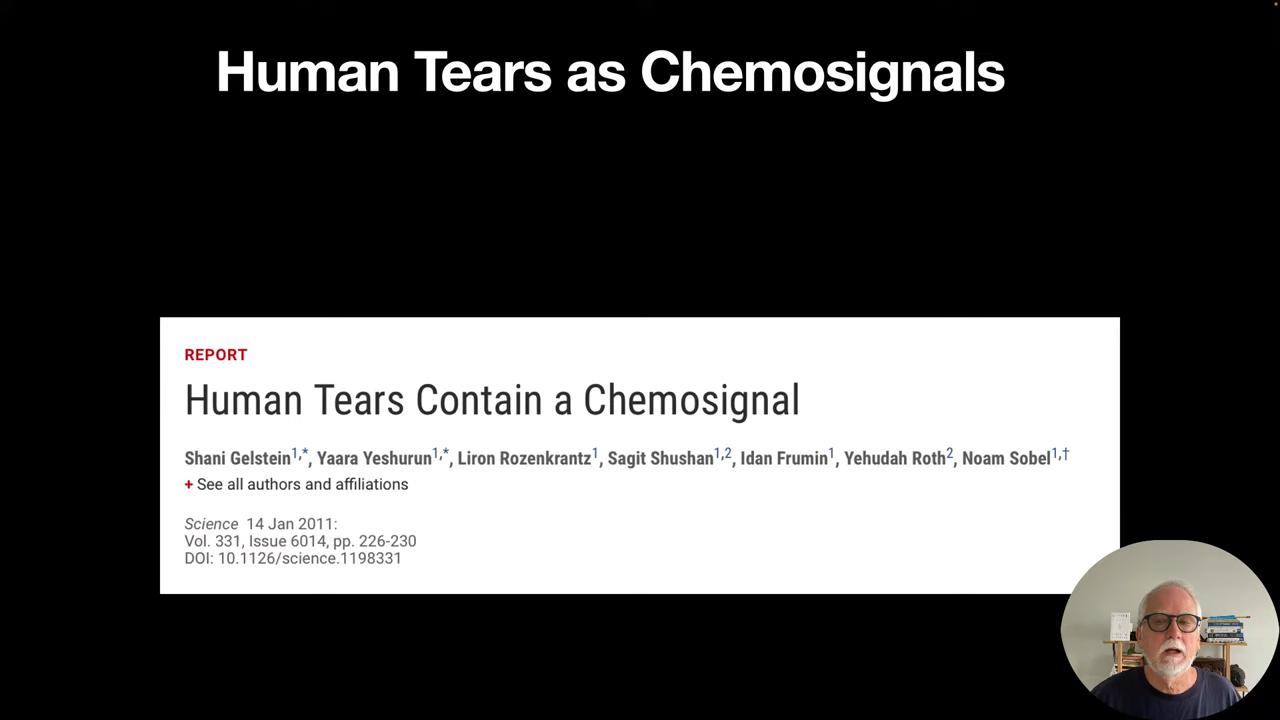 Human Tears as Chemosignals
REPORT
Human Tears Contain a Chemosignal
Shani Gelstein1,*, Yaara Yeshurun1,*, Liron Rozenkrantz1, Sagit Shushan1,2, Idan Frumin1, Yehudah Roth2, Noam Sobel1,†
+ See all authors and affiliations
Science 14 Jan 2011:
Vol. 331, Issue 6014, pp. 226-230
DOI: 10.1126/science.1198331